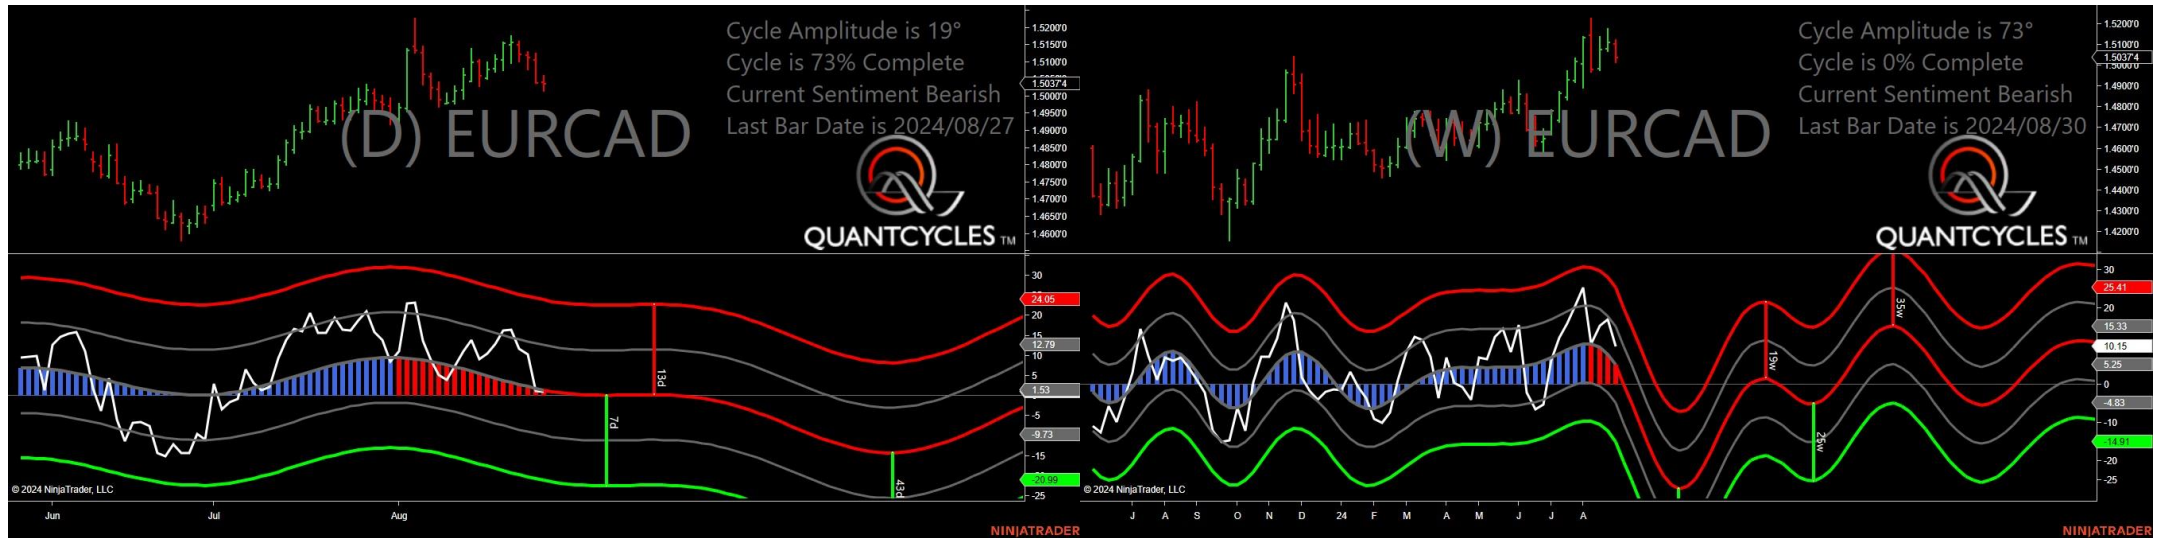 Cycle Amplitude is 19°
Cycle is 73% Complete
Current Sentiment Bearish
Last Bar Date is 2024/08/27
(D) EURCAD
QUANTCYCLES TM
1.5200'0
1.5150'0
1.5100'0
1.5037'4
1.5000'0
1.4950'0
1.4900'0
1.4850'0
1.4800'0
1.4750'0
1.4700'0
1.4650'0
1.4600'0
30
24.05
20
15
12.79
10
5
1.53
-5
-9.73
-15
-20.99
-25
13d
7d
43d
© 2024 NinjaTrader, LLC
Jun
Jul
Aug
NINJATRADER
Cycle Amplitude is 73°
Cycle is 0% Complete
Current Sentiment Bearish
Last Bar Date is 2024/08/30
(W) EURCAD
QUANTCYCLES TM
1.5200'0
1.5100'0
1.5037'4
1.5000'0
1.4900'0
1.4800'0
1.4700'0
1.4600'0
1.4500'0
1.4400'0
1.4300'0
1.4200'0
30
25.41
20
15.33
10.15
5.25
0
-4.83
-10
-14.91
-20
-25
19w
25w
35w
© 2024 NinjaTrader, LLC
J
A
S
O
N
D
24
F
M
A
M
J
J
A
NINJATRADER